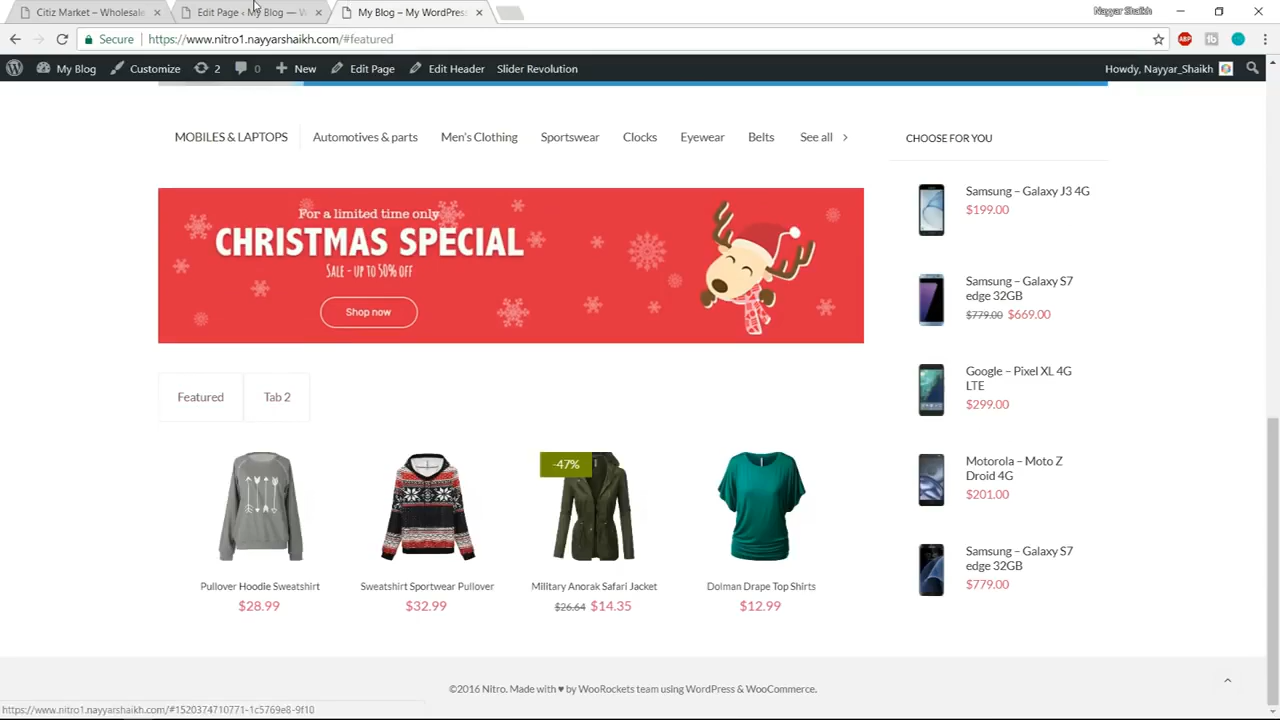 Citiz Market – Wholesale
Edit Page ‹ My Blog — W
My Blog – My WordPress
Nayyar Shaikh
Secure
https://www.nitro1.nayyarshaikh.com/#featured
ABP
tb
My Blog
Customize
2
0
New
Edit Page
Edit Header
Slider Revolution
Howdy, Nayyar_Shaikh
MOBILES & LAPTOPS
Automotives & parts
Men's Clothing
Sportswear
Clocks
Eyewear
Belts
See all
CHOOSE FOR YOU
For a limited time only
CHRISTMAS SPECIAL
SALE - UP TO 50% OFF
Shop now
Samsung – Galaxy J3 4G
$199.00
Samsung – Galaxy S7
edge 32GB
$779.00 $669.00
Google – Pixel XL 4G
LTE
$299.00
Motorola – Moto Z
Droid 4G
$201.00
Samsung – Galaxy S7
edge 32GB
$779.00
Featured
Tab 2
-47%
Pullover Hoodie Sweatshirt
$28.99
Sweatshirt Sportwear Pullover
$32.99
Military Anorak Safari Jacket
$26.64 $14.35
Dolman Drape Top Shirts
$12.99
©2016 Nitro. Made with ♥ by WooRockets team using WordPress & WooCommerce.
https://www.nitro1.nayyarshaikh.com/#1520374710771-1c5769e8-9f10